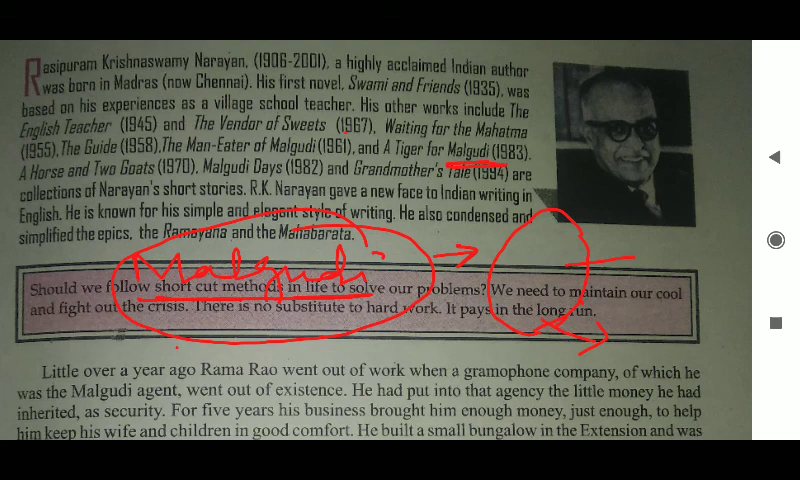 Rasipuram Krishnaswamy Narayan, (1906-2001), a highly acclaimed Indian author
was born in Madras (now Chennai). His first novel, Swami and Friends (1935), was
based on his experiences as a village school teacher. His other works include The
English Teacher (1945) and The Vendor of Sweets (1967), Waiting for the Mahatma
(1955), The Guide (1958),The Man-Eater of Malgudi (1961), and A Tiger for Malgudi (1983).
A Horse and Two Goats (1970), Malgudi Days (1982) and Grandmother's Tale (1994) are
collections of Narayan's short stories. R.K. Narayan gave a new face to Indian writing in
English. He is known for his simple and elegant style of writing. He also condensed and
simplified the epics, the Ramayana and the Mahabarata.
Malgudi
Should we follow short cut methods in life to solve our problems? We need to maintain our cool
and fight out the crisis. There is no substitute to hard work. It pays in the long run.
Little over a year ago Rama Rao went out of work when a gramophone company, of which he
was the Malgudi agent, went out of existence. He had put into that agency the little money he had
inherited, as security. For five years his business brought him enough money, just enough, to help
him keep his wife and children in good comfort. He built a small bungalow in the Extension and was